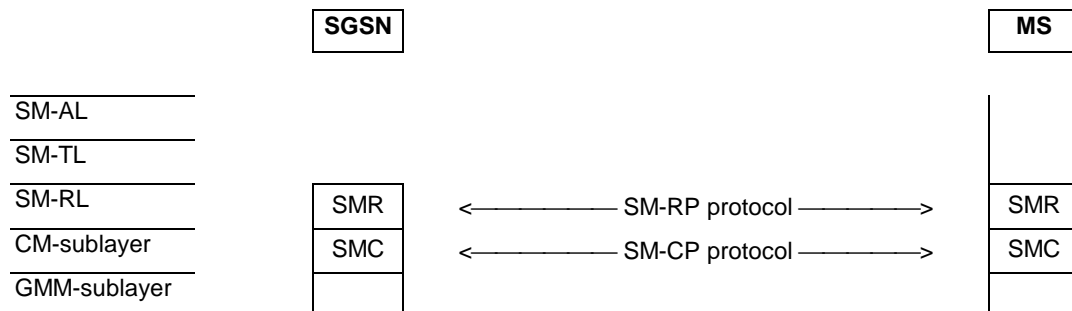 SGSN MS
SM-AL
SM-TL
SM-RL SMR <—————— SM-RP protocol ——————> SMR
CM-sublayer SMC <—————— SM-CP protocol ——————> SMC
GMM-sublayer